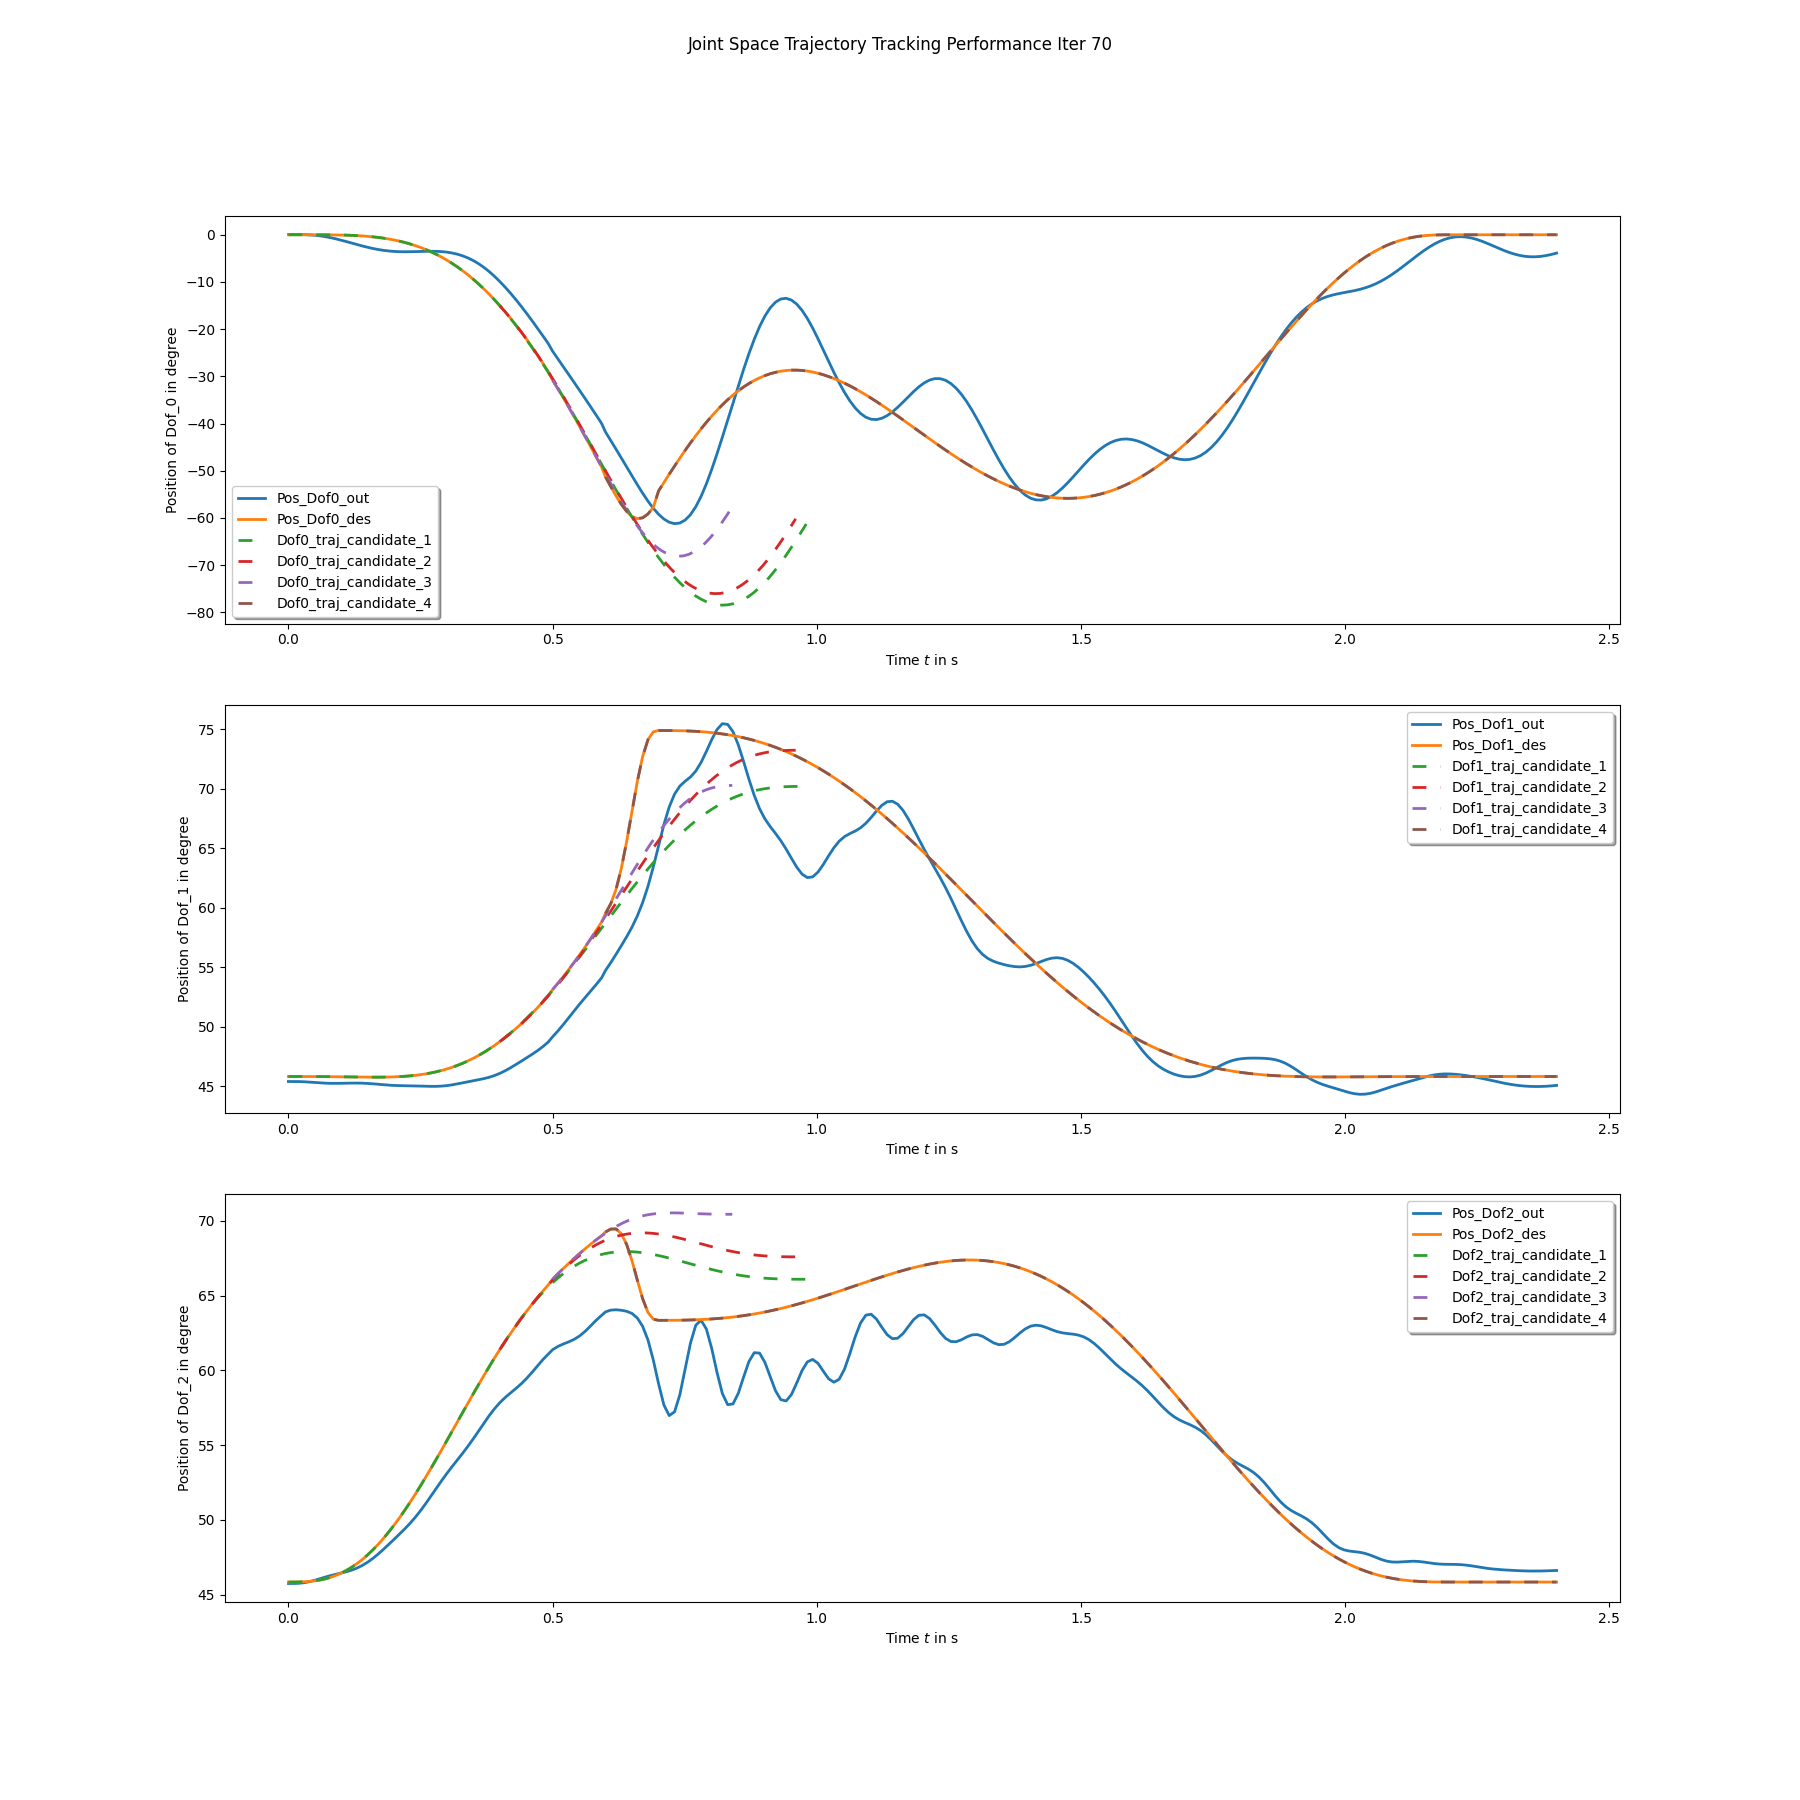 Joint Space Trajectory Tracking Performance Iter 70
0
−10
−20
−30
−40
−50
−60
−70
−80
Position of Dof_0 in degree
Pos_Dof0_out
Pos_Dof0_des
Dof0_traj_candidate_1
Dof0_traj_candidate_2
Dof0_traj_candidate_3
Dof0_traj_candidate_4
0.0 0.5 1.0 1.5 2.0 2.5
Time t in s
75
70
65
60
55
50
45
Position of Dof_1 in degree
Pos_Dof1_out
Pos_Dof1_des
Dof1_traj_candidate_1
Dof1_traj_candidate_2
Dof1_traj_candidate_3
Dof1_traj_candidate_4
0.0 0.5 1.0 1.5 2.0 2.5
Time t in s
70
65
60
55
50
45
Position of Dof_2 in degree
Pos_Dof2_out
Pos_Dof2_des
Dof2_traj_candidate_1
Dof2_traj_candidate_2
Dof2_traj_candidate_3
Dof2_traj_candidate_4
0.0 0.5 1.0 1.5 2.0 2.5
Time t in s